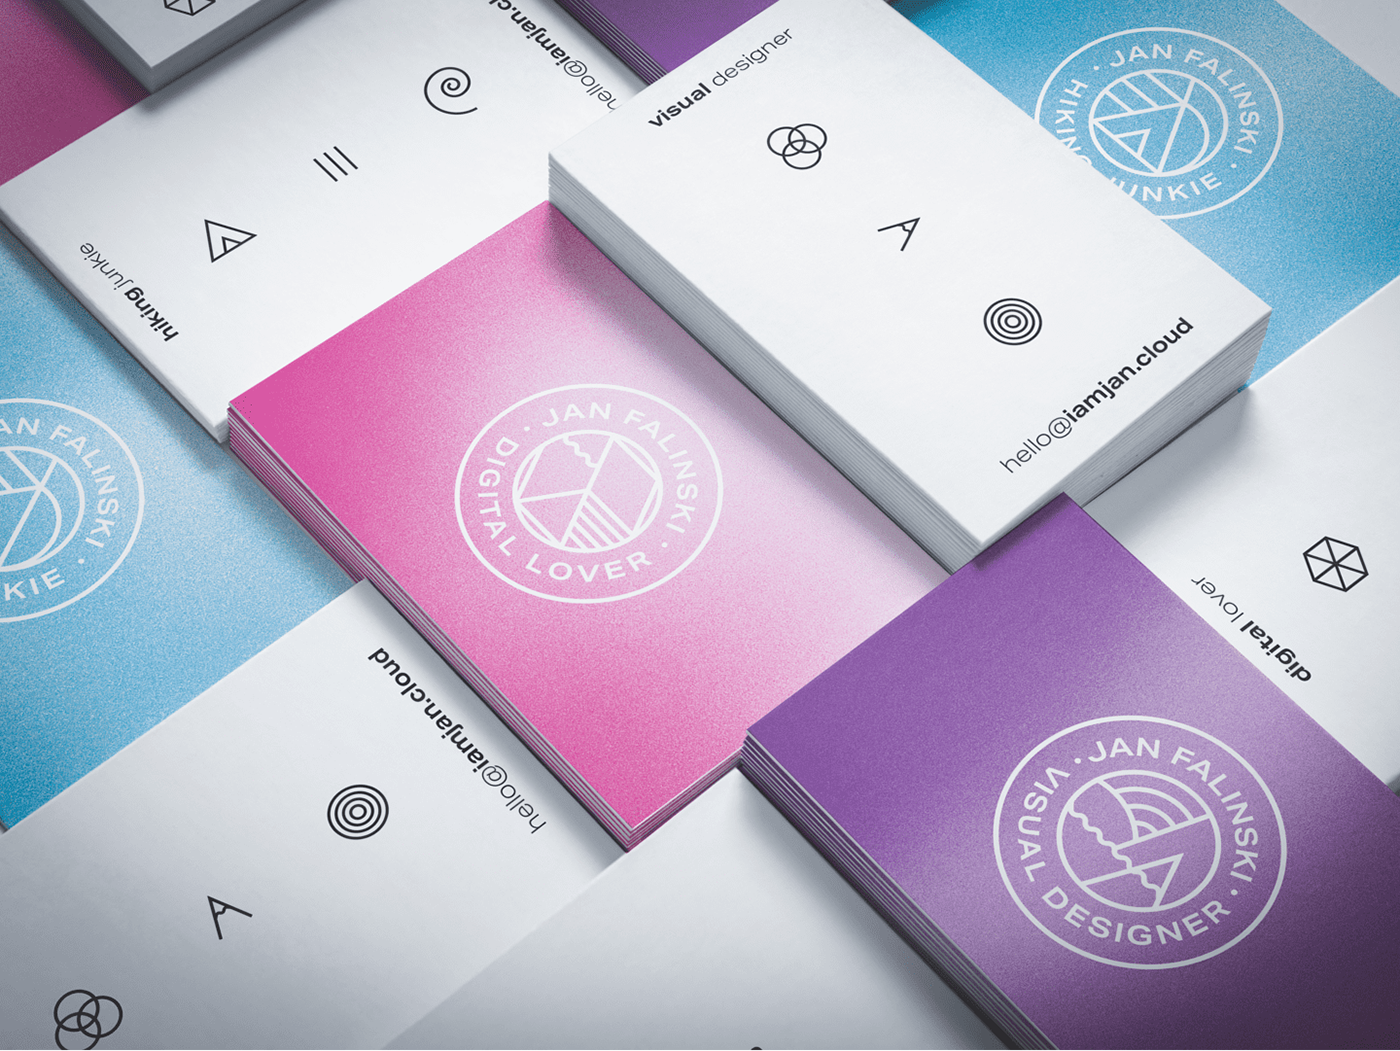 hello@iamjan.cl
visual designer
· JAN FALINSKI ·
HIKING JUNKIE
hiking junkie
hello@iamjan.cloud
· JAN FALINSKI ·
DIGITAL LOVER
JAN FALINSKI ·
KIE
digital lover
hello@iamjan.cloud
· JAN FALINSKI ·
VISUAL DESIGNER